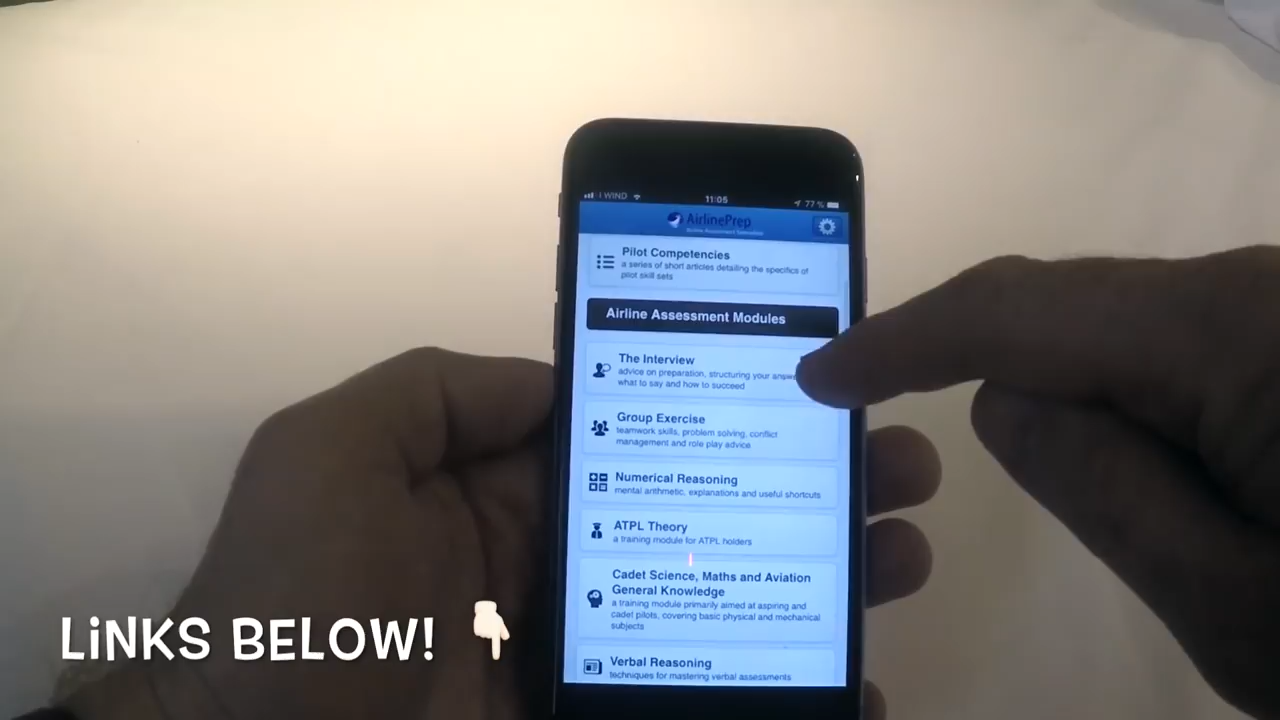 I WIND
11:05
77 %
AirlinePrep
Pilot Competencies
a series of short articles detailing the specifics of
pilot skill sets
Airline Assessment Modules
The Interview
advice on preparation, structuring your
what to say and how to succeed
Group Exercise
teamwork skills, problem solving, conflict
management and role play advice
Numerical Reasoning
mental arithmetic, explanations and useful shortcuts
ATPL Theory
a training module for ATPL holders
Cadet Science, Maths and Aviation
General Knowledge
a training module primarily aimed at aspiring and
cadet pilots, covering basic physical and mechanical
subjects
Verbal Reasoning
techniques for mastering verbal assessments
LiNKS BELOW!